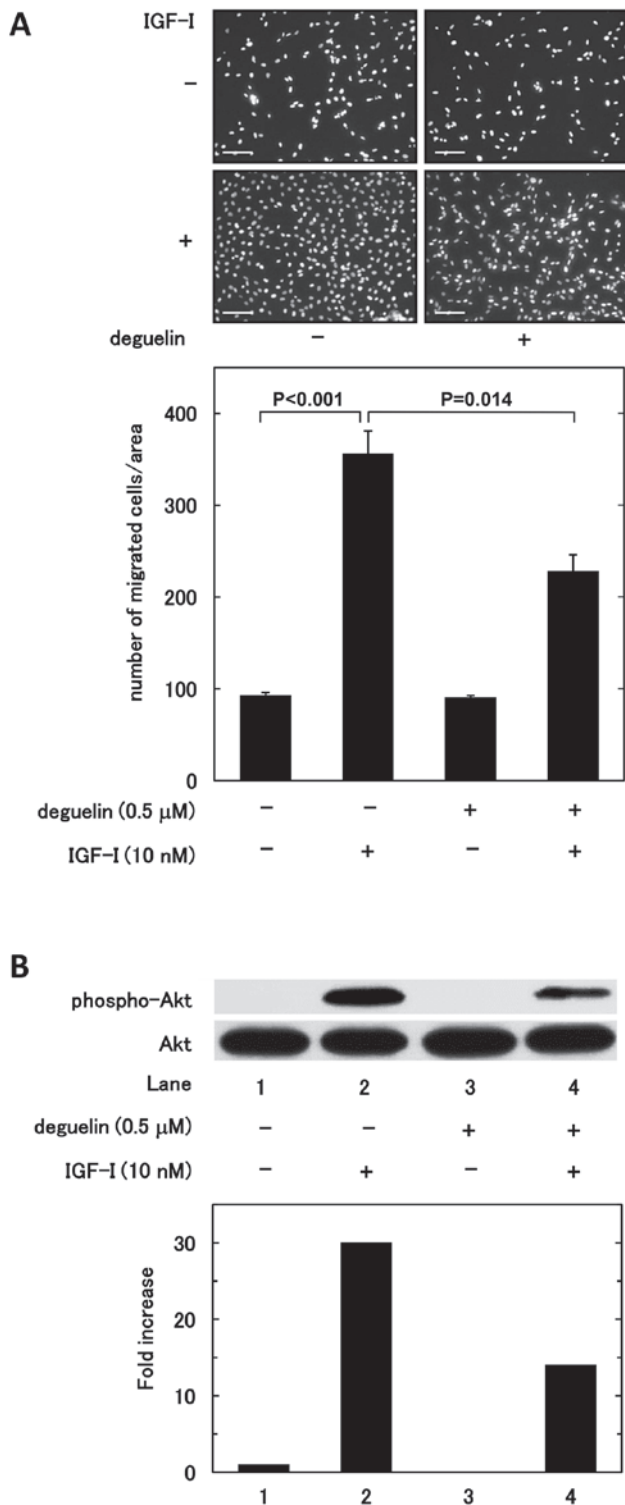 A
IGF-I
−
+
deguelin − +
P<0.001 P=0.014
400
300
200
100
0
number of migrated cells/area
deguelin (0.5 μM) − − + +
IGF-I (10 nM) − + − +
B
phospho-Akt
Akt
Lane 1 2 3 4
deguelin (0.5 μM) − − + +
IGF-I (10 nM) − + − +
30
20
10
0
Fold increase
1 2 3 4